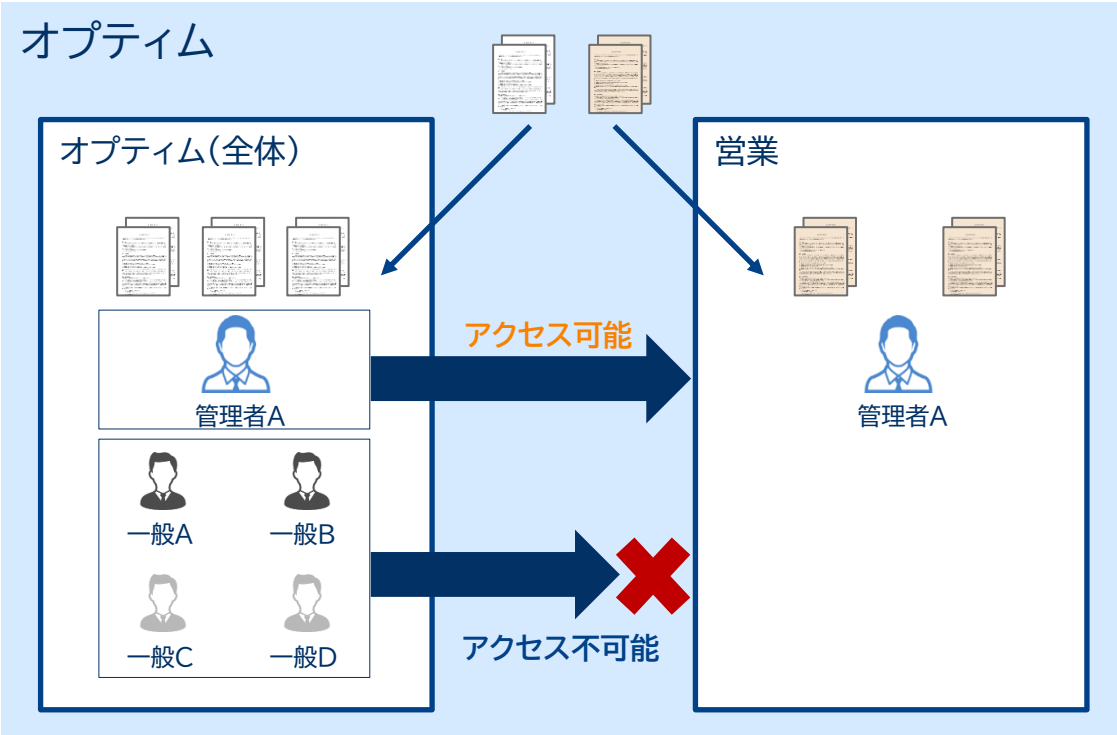 オプティム
オプティム(全体)
営業
アクセス可能
管理者A
管理者A
一般A
一般B
一般C
一般D
アクセス不可能